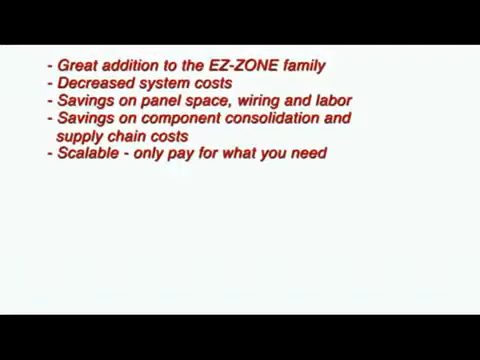 - Great addition to the EZ-ZONE family
- Decreased system costs
- Savings on panel space, wiring and labor
- Savings on component consolidation and
supply chain costs
- Scalable - only pay for what you need